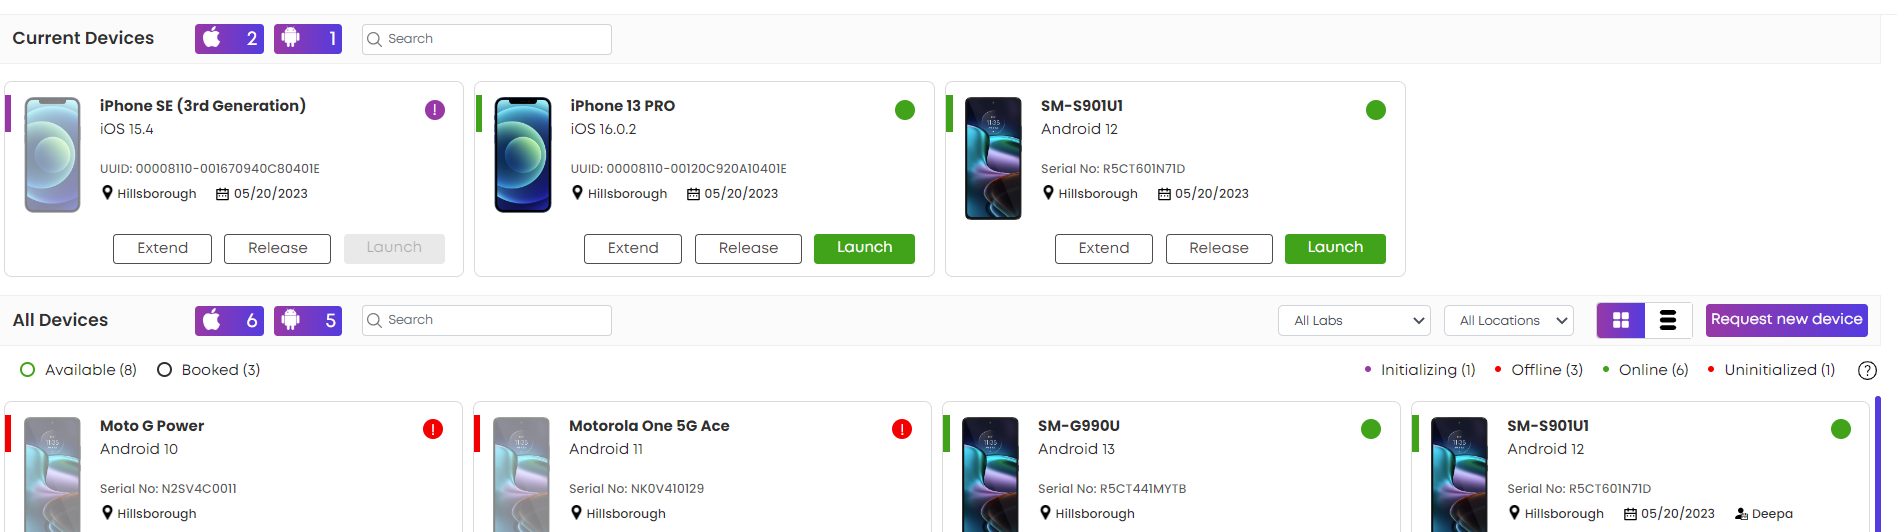 Current Devices 2 1 Search
iPhone SE (3rd Generation)
iOS 15.4
UUID: 00008110-001670940C80401E
Hillsborough 05/20/2023
Extend Release Launch
iPhone 13 PRO
iOS 16.0.2
UUID: 00008110-00120C920A10401E
Hillsborough 05/20/2023
Extend Release Launch
SM-S901U1
Android 12
Serial No: R5CT601N71D
Hillsborough 05/20/2023
Extend Release Launch
All Devices 6 5 Search All Labs All Locations Request new device
Available (8) Booked (3) Initializing (1) Offline (3) Online (6) Uninitialized (1) ?
Moto G Power
Android 10
Serial No: N2SV4C0011
Hillsborough
Motorola One 5G Ace
Android 11
Serial No: NK0V410129
Hillsborough
SM-G990U
Android 13
Serial No: R5CT441MYTB
Hillsborough
SM-S901U1
Android 12
Serial No: R5CT601N71D
Hillsborough 05/20/2023 Deepa